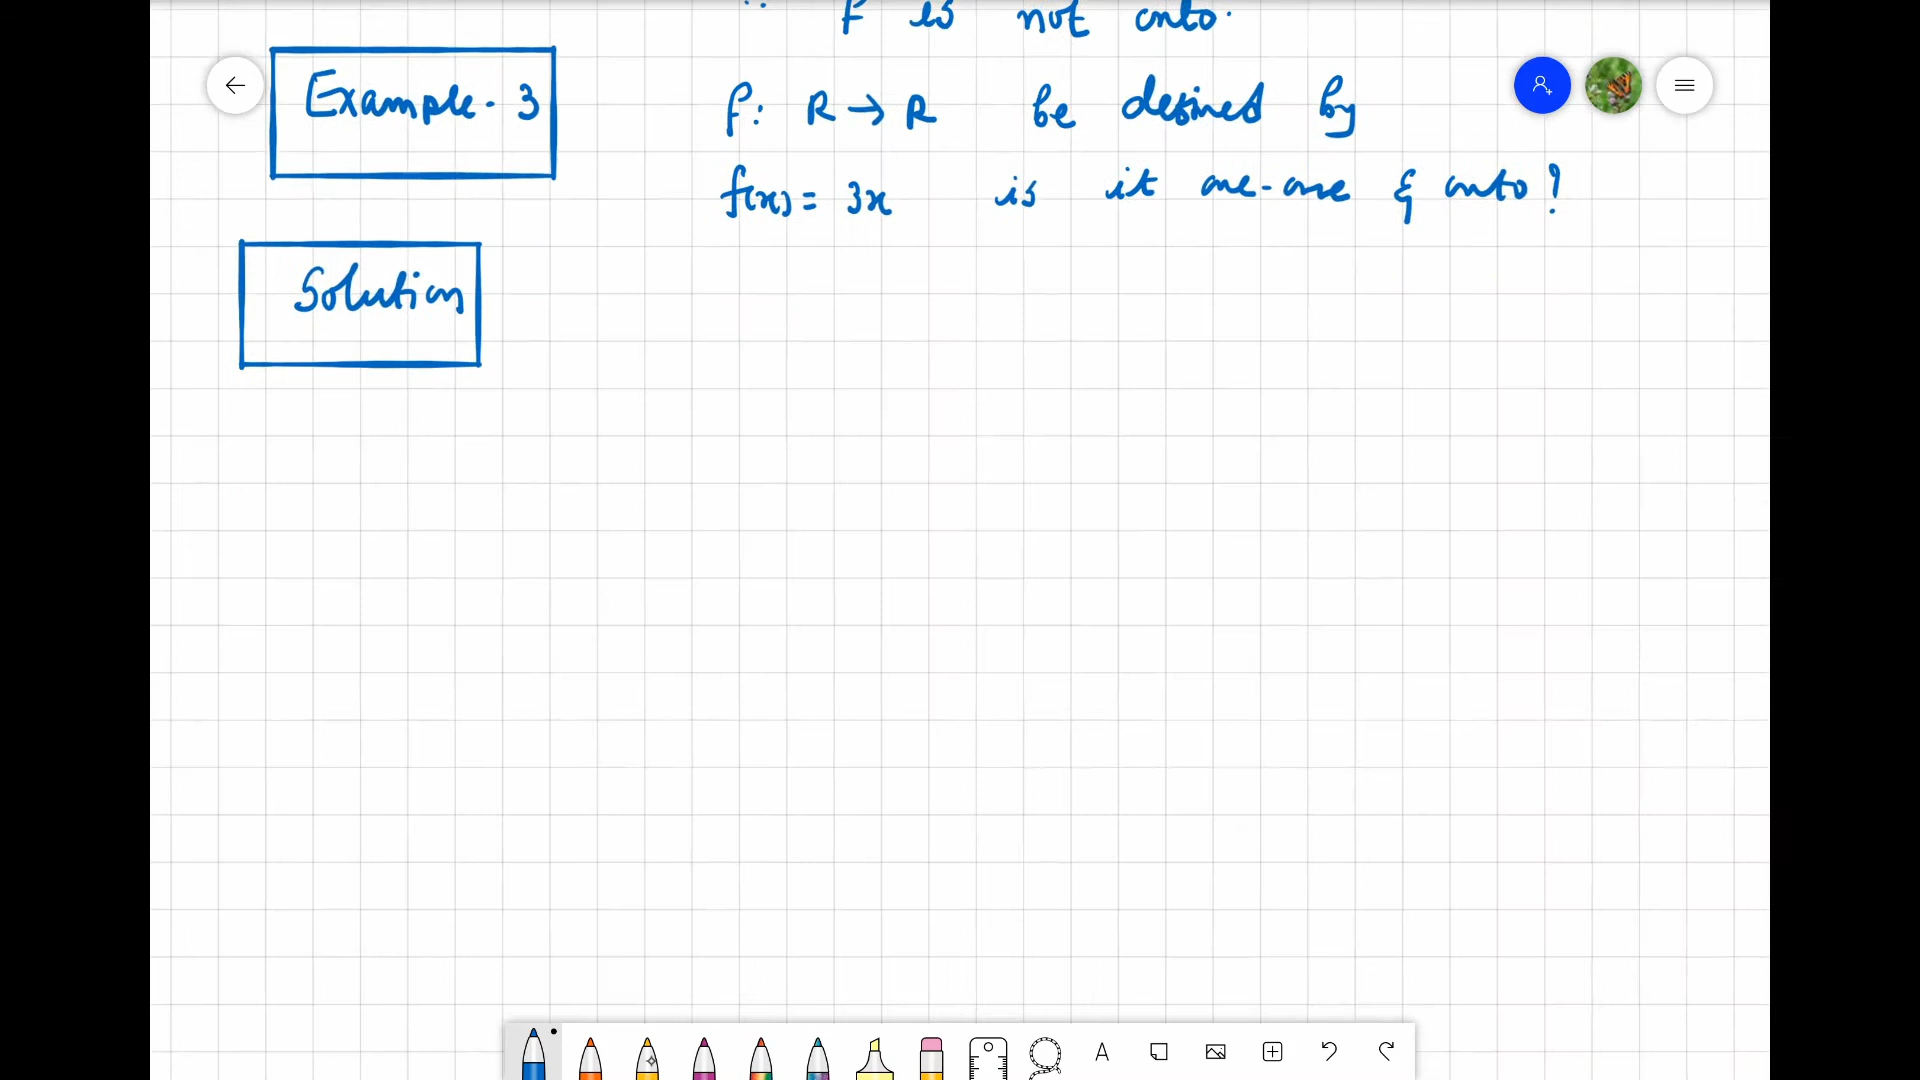 ∵ f is not onto.
Example - 3
f: R → R be defined by
f(x) = 3x is it one-one & onto?
Solution
A